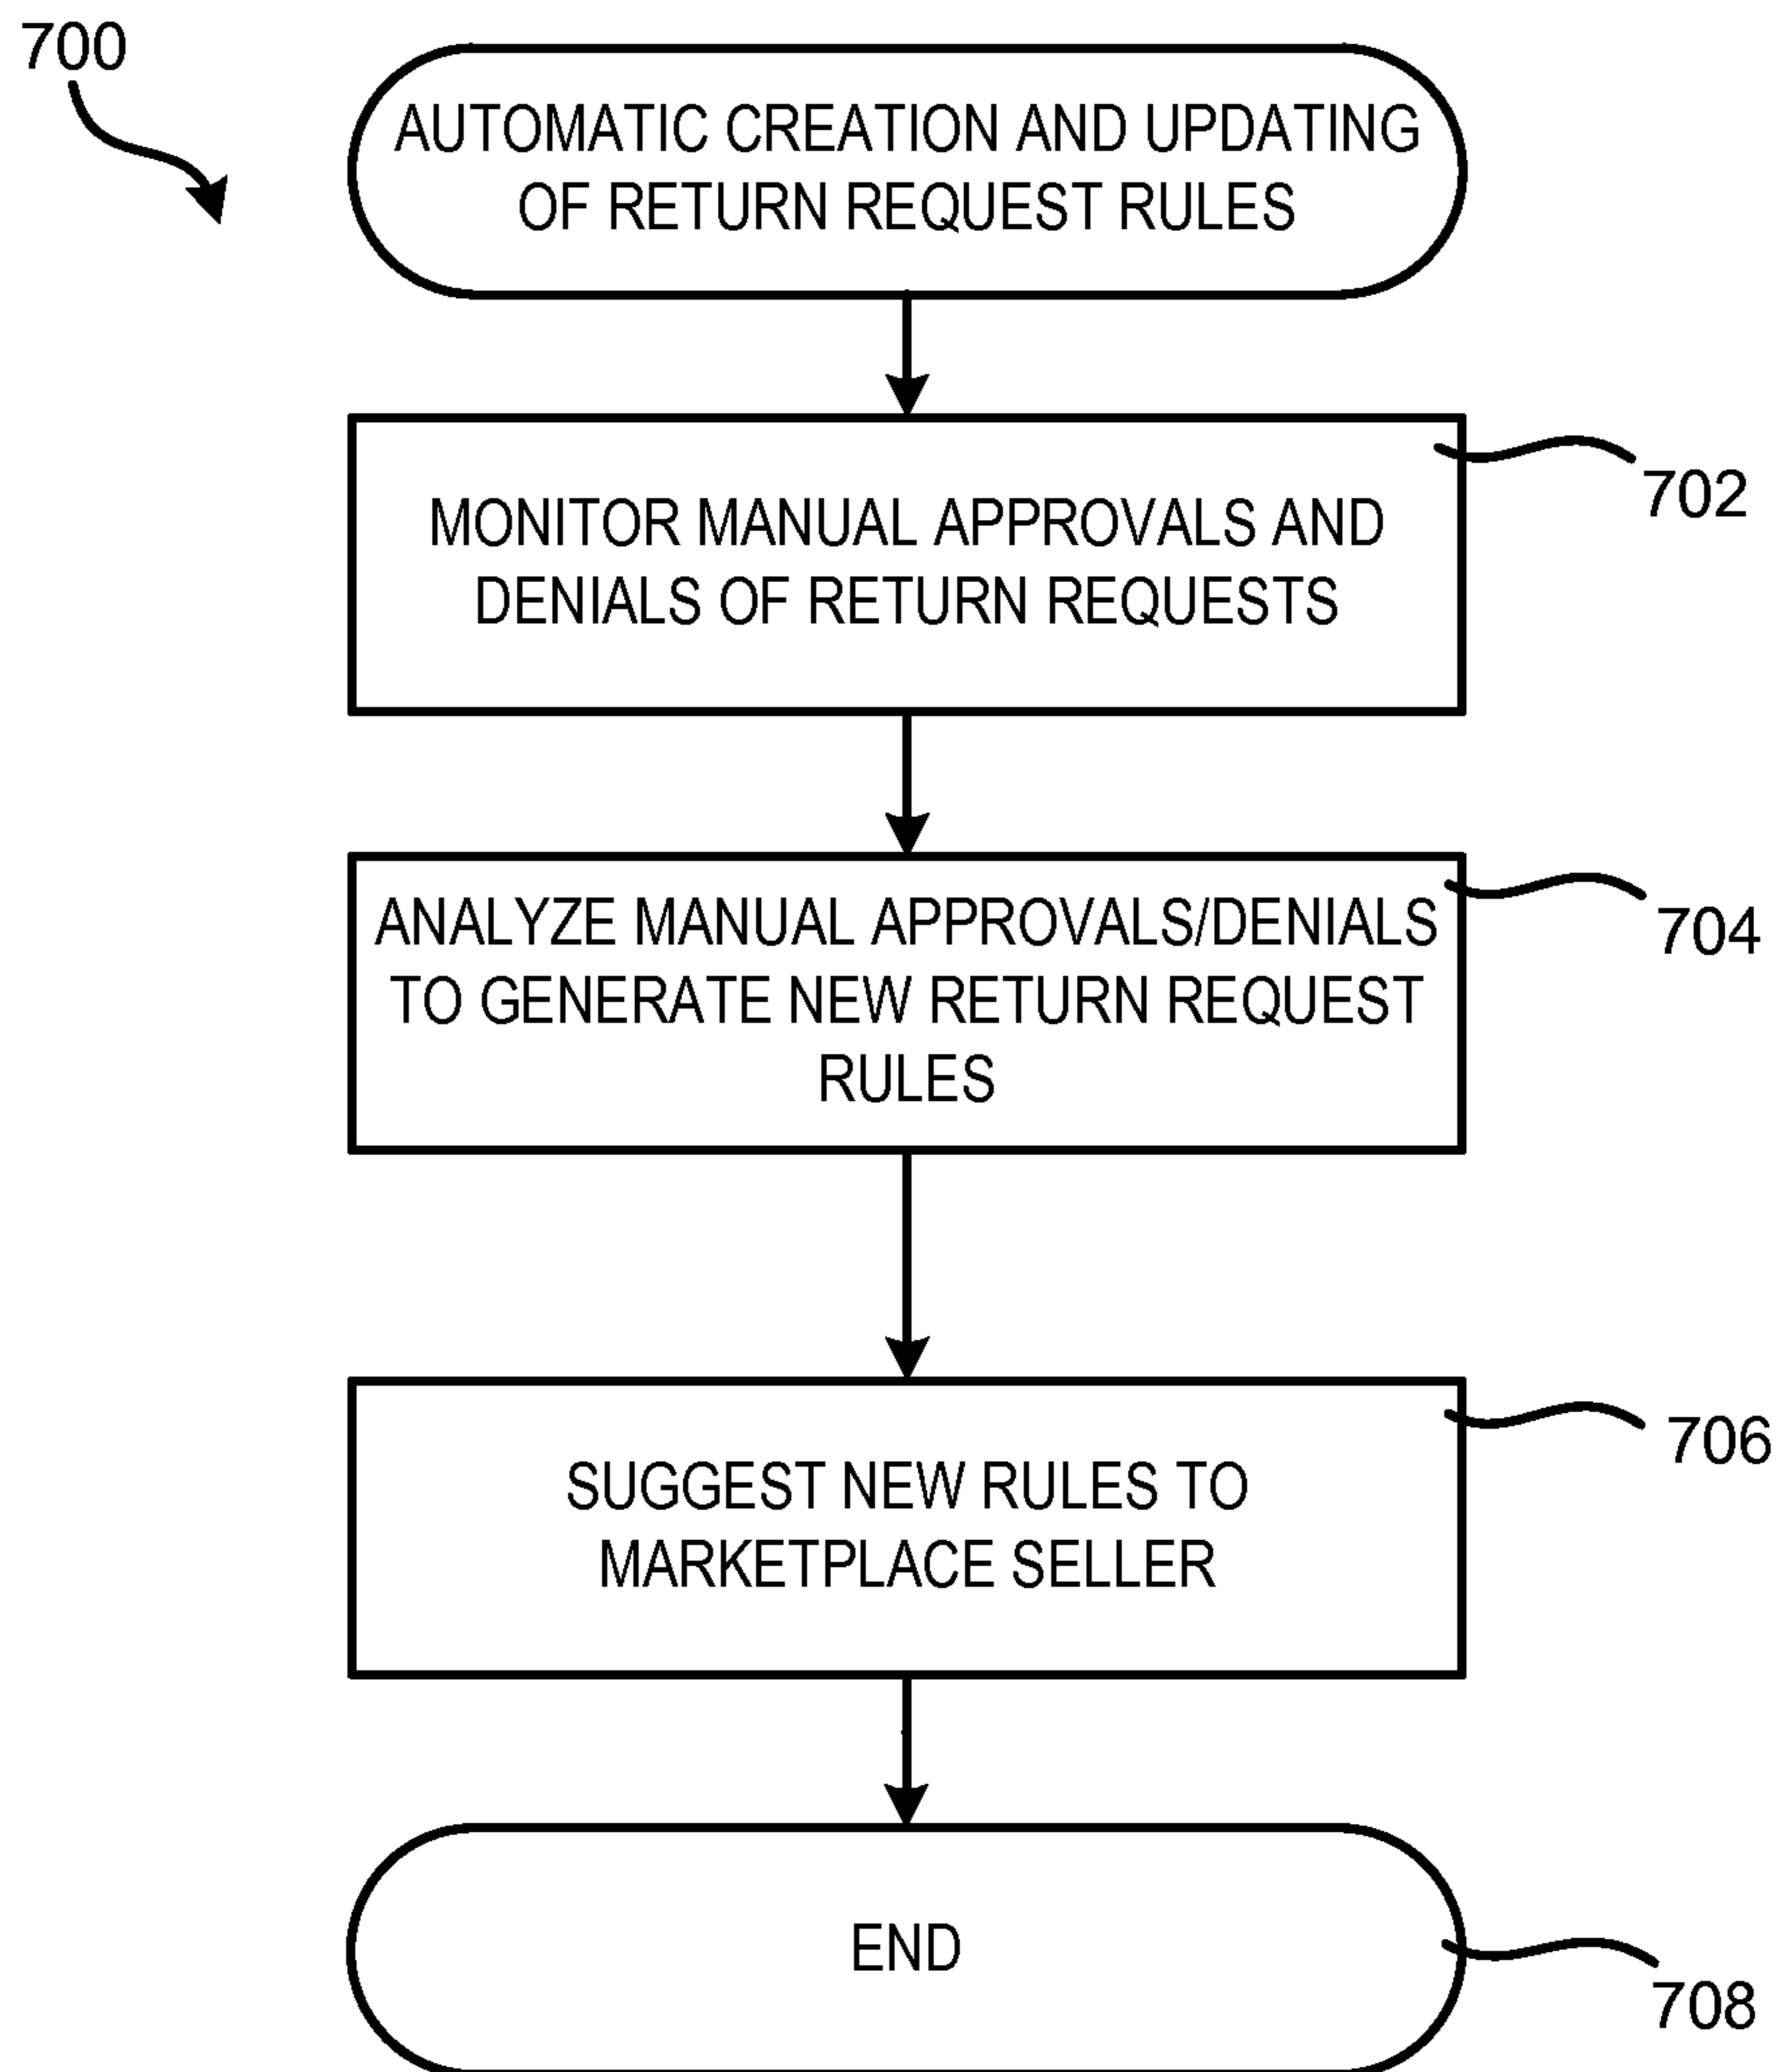 700
AUTOMATIC CREATION AND UPDATING
OF RETURN REQUEST RULES
MONITOR MANUAL APPROVALS AND
DENIALS OF RETURN REQUESTS
702
ANALYZE MANUAL APPROVALS/DENIALS
TO GENERATE NEW RETURN REQUEST
RULES
704
SUGGEST NEW RULES TO
MARKETPLACE SELLER
706
END
708